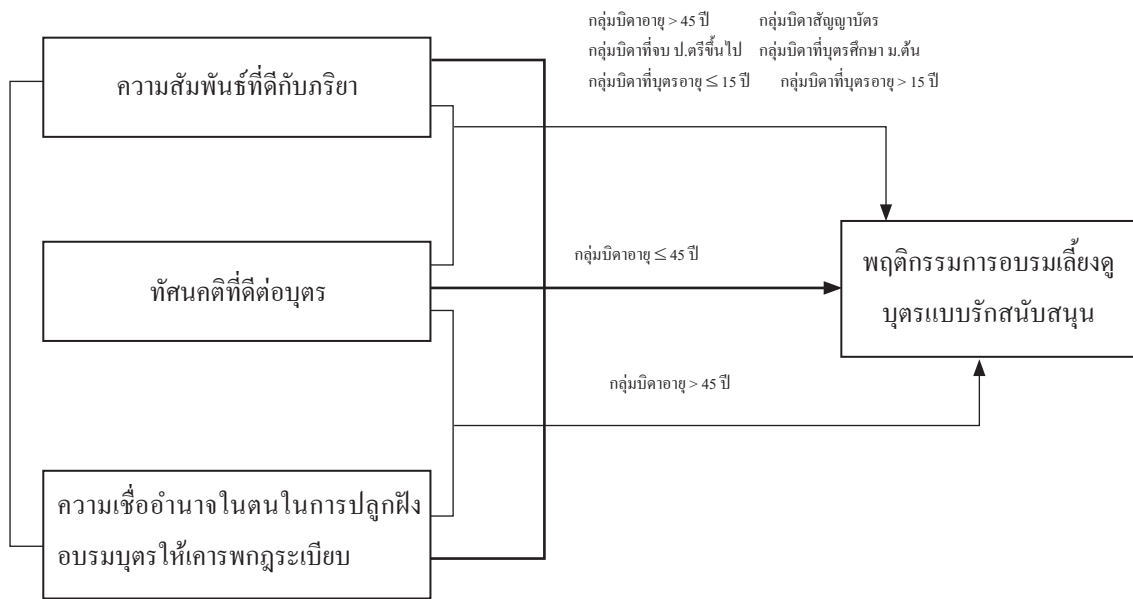 กลุ่มบิดาอายุ > 45 ปี กลุ่มบิดาสัญญาบัตร
กลุ่มบิดาที่จบ ป.ตรีขึ้นไป กลุ่มบิดาที่บุตรศึกษา ม.ต้น
กลุ่มบิดาที่บุตรอายุ ≤ 15 ปี กลุ่มบิดาที่บุตรอายุ > 15 ปี
ความสัมพันธ์ที่ดีกับภริยา
ทัศนคติที่ดีต่อบุตร
กลุ่มบิดาอายุ ≤ 45 ปี
พฤติกรรมการอบรมเลี้ยงดู
บุตรแบบรักสนับสนุน
กลุ่มบิดาอายุ > 45 ปี
ความเชื่ออำนาจในตนในการปลูกฝัง
อบรมบุตรให้เคารพกฎระเบียบ